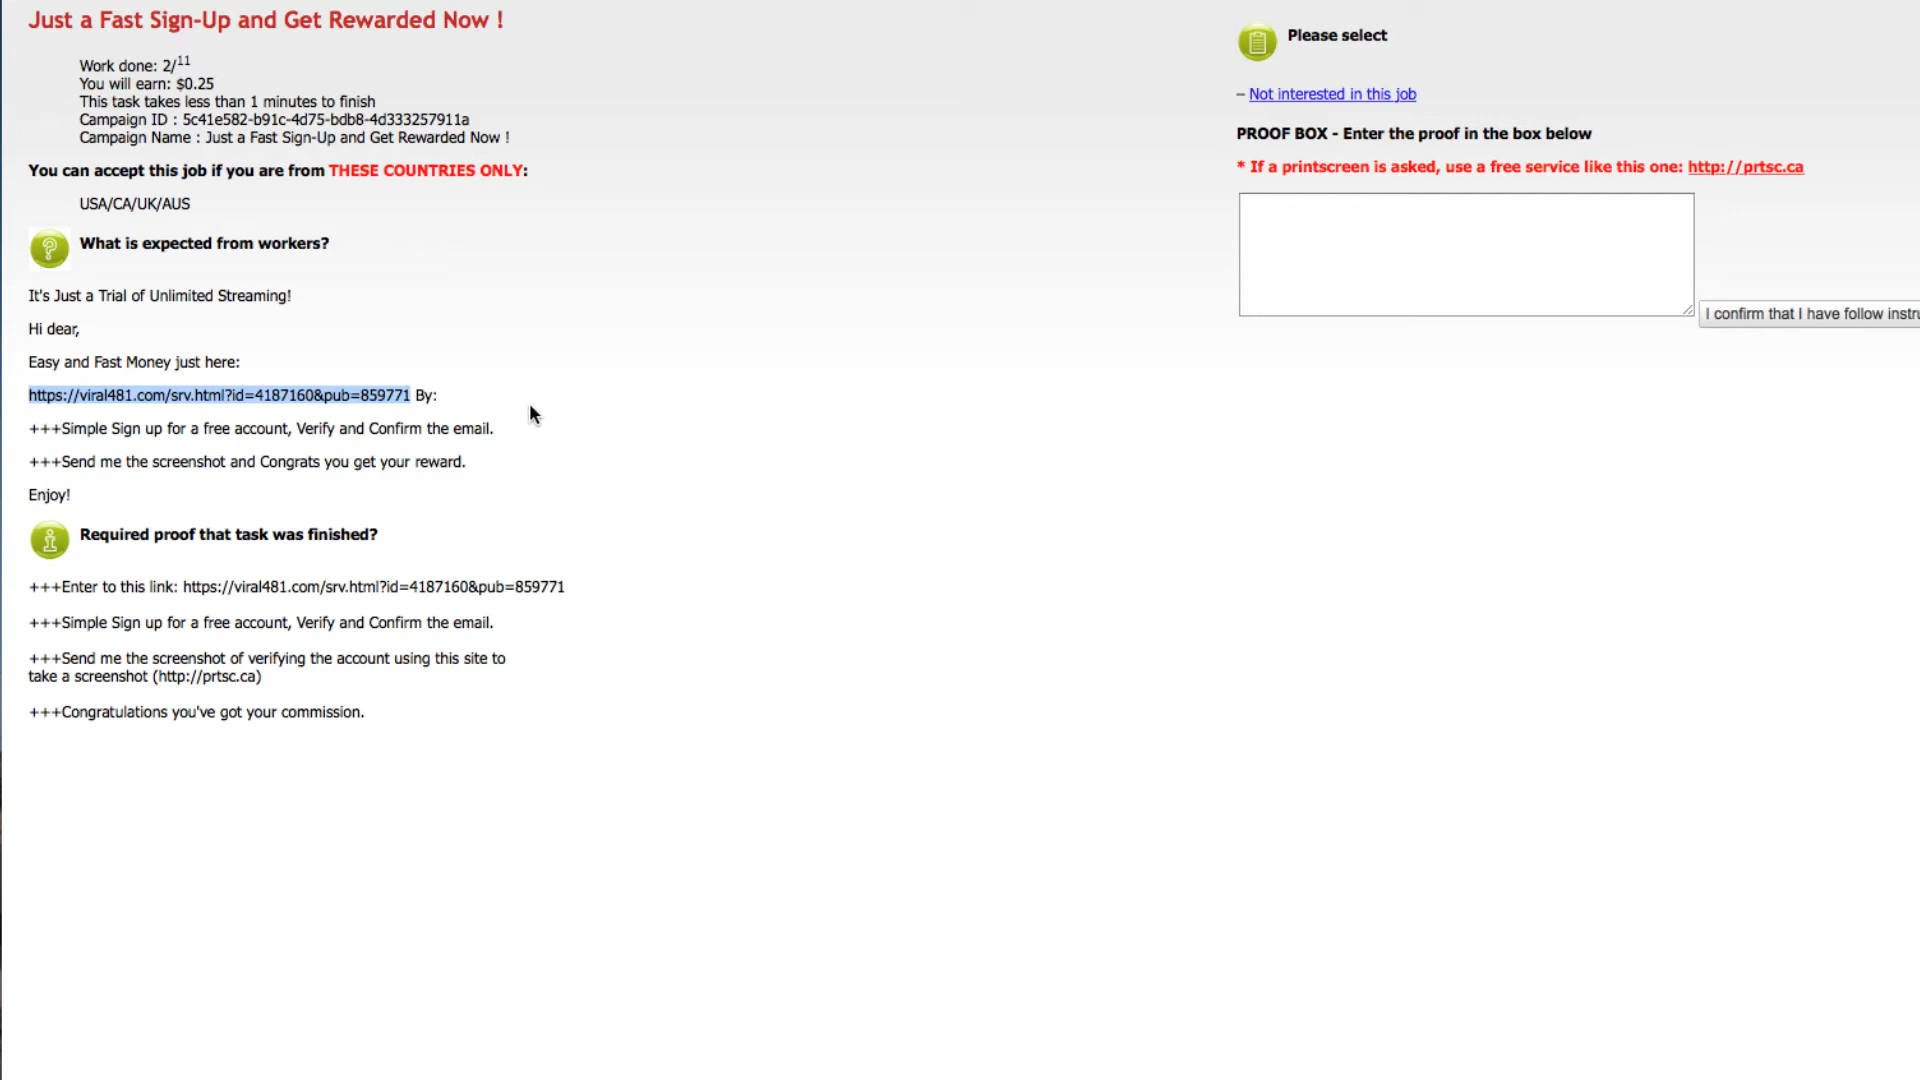 Just a Fast Sign-Up and Get Rewarded Now !
Work done: 2/11
You will earn: $0.25
This task takes less than 1 minutes to finish
Campaign ID : 5c41e582-b91c-4d75-bdb8-4d333257911a
Campaign Name : Just a Fast Sign-Up and Get Rewarded Now !
You can accept this job if you are from THESE COUNTRIES ONLY:
USA/CA/UK/AUS
What is expected from workers?
It's Just a Trial of Unlimited Streaming!
Hi dear,
Easy and Fast Money just here:
https://viral481.com/srv.html?id=4187160&pub=859771 By:
+++Simple Sign up for a free account, Verify and Confirm the email.
+++Send me the screenshot and Congrats you get your reward.
Enjoy!
Required proof that task was finished?
+++Enter to this link: https://viral481.com/srv.html?id=4187160&pub=859771
+++Simple Sign up for a free account, Verify and Confirm the email.
+++Send me the screenshot of verifying the account using this site to
take a screenshot (http://prtsc.ca)
+++Congratulations you've got your commission.
Please select
– Not interested in this job
PROOF BOX - Enter the proof in the box below
* If a printscreen is asked, use a free service like this one: http://prtsc.ca
I confirm that I have follow instru